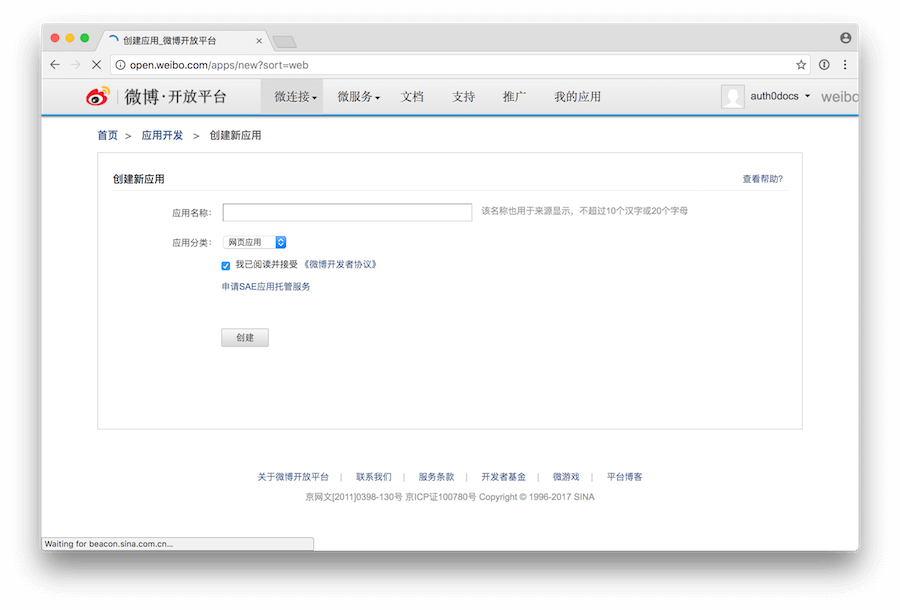 创建应用_微博开放平台
open.weibo.com/apps/new?sort=web
微博·开放平台 微连接 微服务 文档 支持 推广 我的应用 auth0docs weibo
首页 > 应用开发 > 创建新应用
创建新应用 查看帮助?
应用名称: 该名称也用于来源显示，不超过10个汉字或20个字母
应用分类: 网页应用
我已阅读并接受 《微博开发者协议》
申请SAE应用托管服务
创建
关于微博开放平台 | 联系我们 | 服务条款 | 开发者基金 | 微游戏 | 平台博客
京网文[2011]0398-130号 京ICP证100780号 Copyright © 1996-2017 SINA
Waiting for beacon.sina.com.cn...